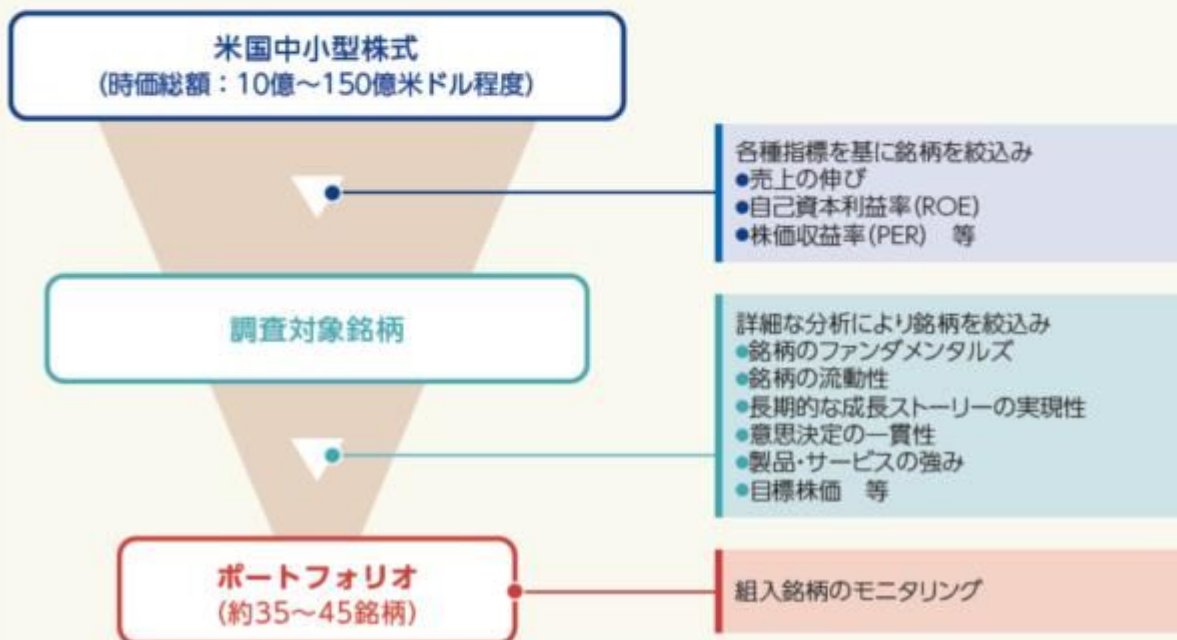 米国中小型株式
(時価総額：10億～150億米ドル程度)
各種指標を基に銘柄を絞込み
●売上の伸び
●自己資本利益率(ROE)
●株価収益率(PER)　等
調査対象銘柄
詳細な分析により銘柄を絞込み
●銘柄のファンダメンタルズ
●銘柄の流動性
●長期的な成長ストーリーの実現性
●意思決定の一貫性
●製品・サービスの強み
●目標株価　等
ポートフォリオ
(約35～45銘柄)
組入銘柄のモニタリング